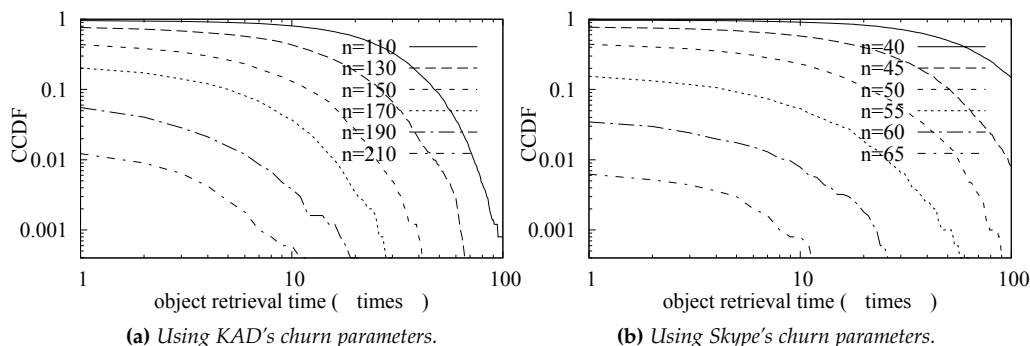 1
0.1
0.01
0.001
CCDF
n=110
n=130
n=150
n=170
n=190
n=210
1 10 100
object retrieval time ( times )
(a) Using KAD's churn parameters.
1
0.1
0.01
0.001
CCDF
n=40
n=45
n=50
n=55
n=60
n=65
1 10 100
object retrieval time ( times )
(b) Using Skype's churn parameters.